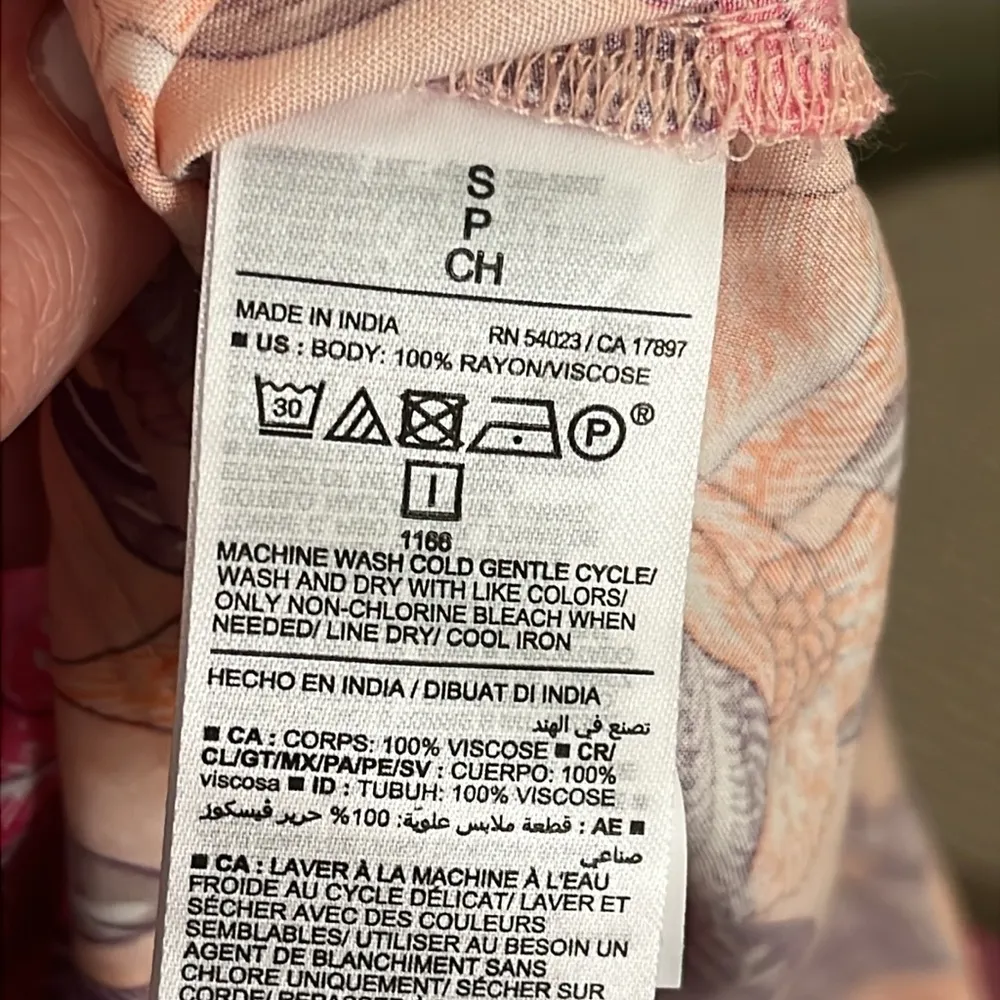 S
P
CH
MADE IN INDIA
RN 54023 / CA 17897
■ US : BODY: 100% RAYON/VISCOSE
30
P
®
1166
MACHINE WASH COLD GENTLE CYCLE/
WASH AND DRY WITH LIKE COLORS/
ONLY NON-CHLORINE BLEACH WHEN
NEEDED/ LINE DRY/ COOL IRON
HECHO EN INDIA / DIBUAT DI INDIA
تصنع في الهند
■ CA : CORPS: 100% VISCOSE ■ CR/
CL/GT/MX/PA/PE/SV : CUERPO: 100%
viscosa ■ ID : TUBUH: 100% VISCOSE
■ AE : قطعة ملابس علويّة: 100% حرير فيسكوز
صناعي
■ CA : LAVER À LA MACHINE À L'EAU
FROIDE AU CYCLE DÉLICAT/ LAVER ET
SÉCHER AVEC DES COULEURS
SEMBLABLES/ UTILISER AU BESOIN UN
AGENT DE BLANCHIMENT SANS
CHLORE UNIQUEMENT/ SÉCHER SUR
CORDE/